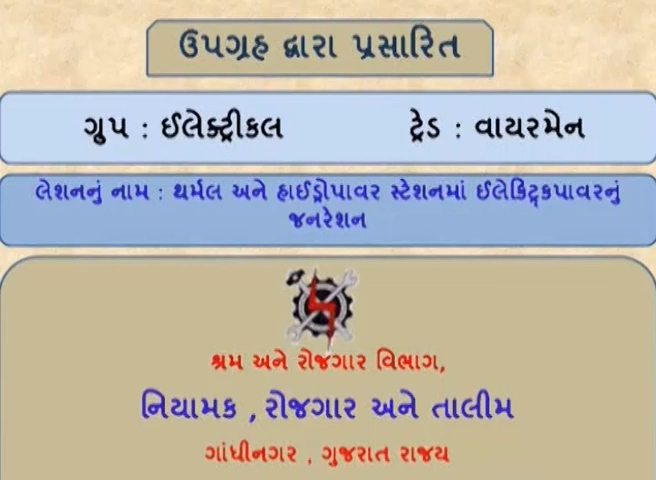 ઉપગ્રહ દ્વારા પ્રસારિત
ગ્રુપ : ઈલેક્ટ્રીકલ ટ્રેડ : વાયરમેન
લેશનનું નામ : થર્મલ અને હાઈડ્રોપાવર સ્ટેશનમાં ઈલેક્ટ્રિકપાવરનું
જનરેશન
શ્રમ અને રોજગાર વિભાગ,
નિયામક , રોજગાર અને તાલીમ
ગાંધીનગર , ગુજરાત રાજય